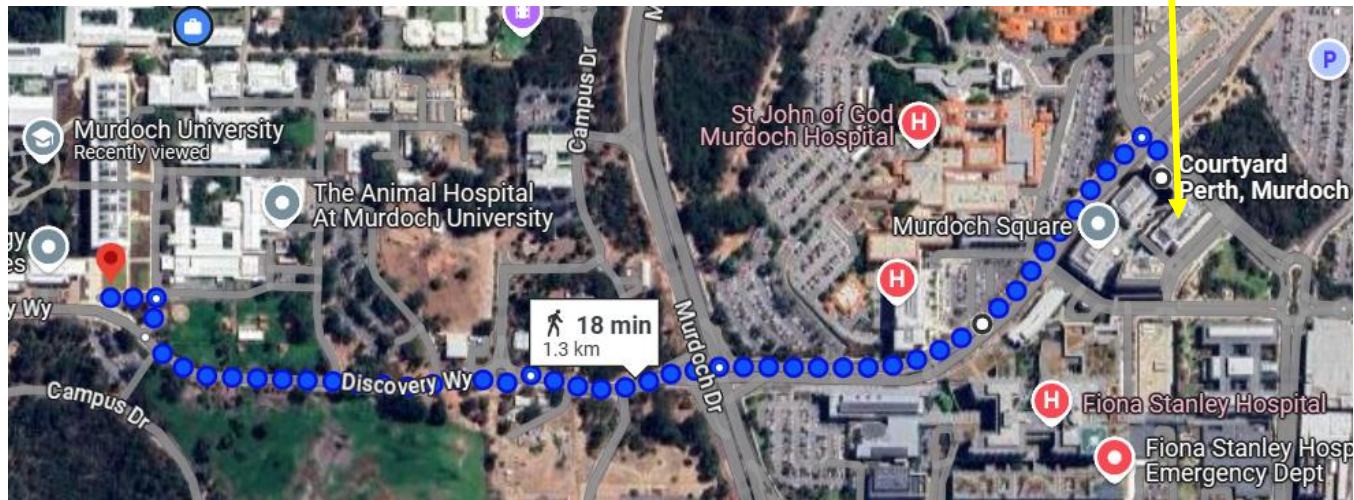 Murdoch University
Recently viewed
The Animal Hospital
At Murdoch University
Campus Dr
St John of God
Murdoch Hospital
H
P
Courtyard
Perth, Murdoch
Murdoch Square
H
18 min
1.3 km
Murdoch Dr
Discovery Wy
Campus Dr
H
Fiona Stanley Hospital
Fiona Stanley Hosp
Emergency Dept